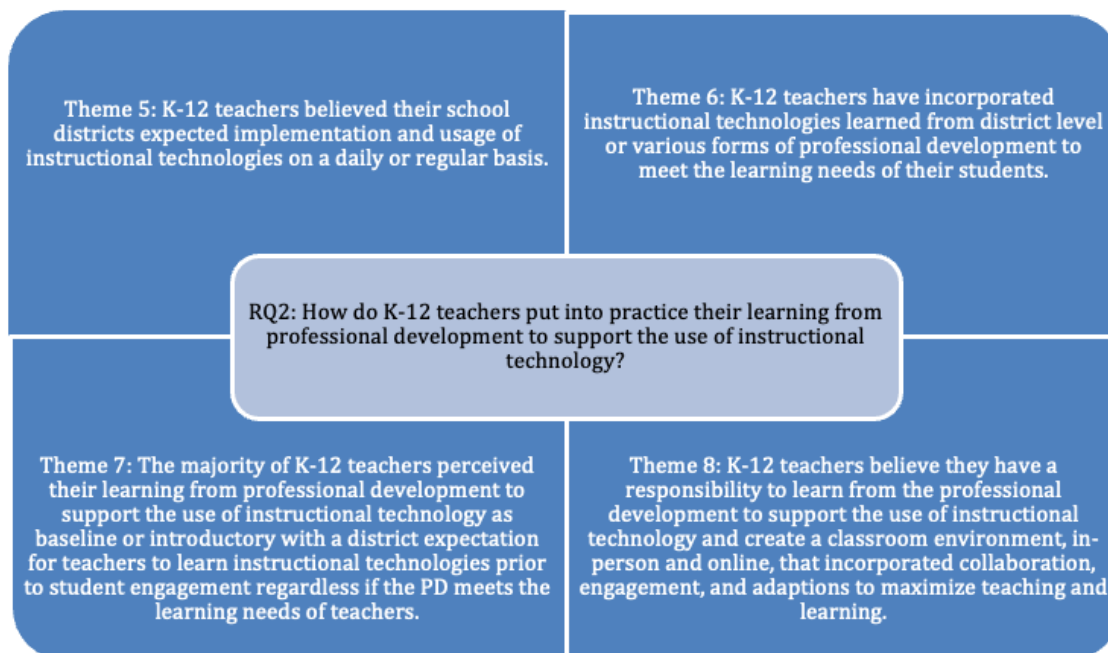 Theme 5: K-12 teachers believed their school
districts expected implementation and usage of
instructional technologies on a daily or regular basis.
Theme 6: K-12 teachers have incorporated
instructional technologies learned from district level
or various forms of professional development to
meet the learning needs of their students.
RQ2: How do K-12 teachers put into practice their learning from
professional development to support the use of instructional
technology?
Theme 7: The majority of K-12 teachers perceived
their learning from professional development to
support the use of instructional technology as
baseline or introductory with a district expectation
for teachers to learn instructional technologies prior
to student engagement regardless if the PD meets the
learning needs of teachers.
Theme 8: K-12 teachers believe they have a
responsibility to learn from the professional
development to support the use of instructional
technology and create a classroom environment, in-
person and online, that incorporated collaboration,
engagement, and adaptions to maximize teaching and
learning.